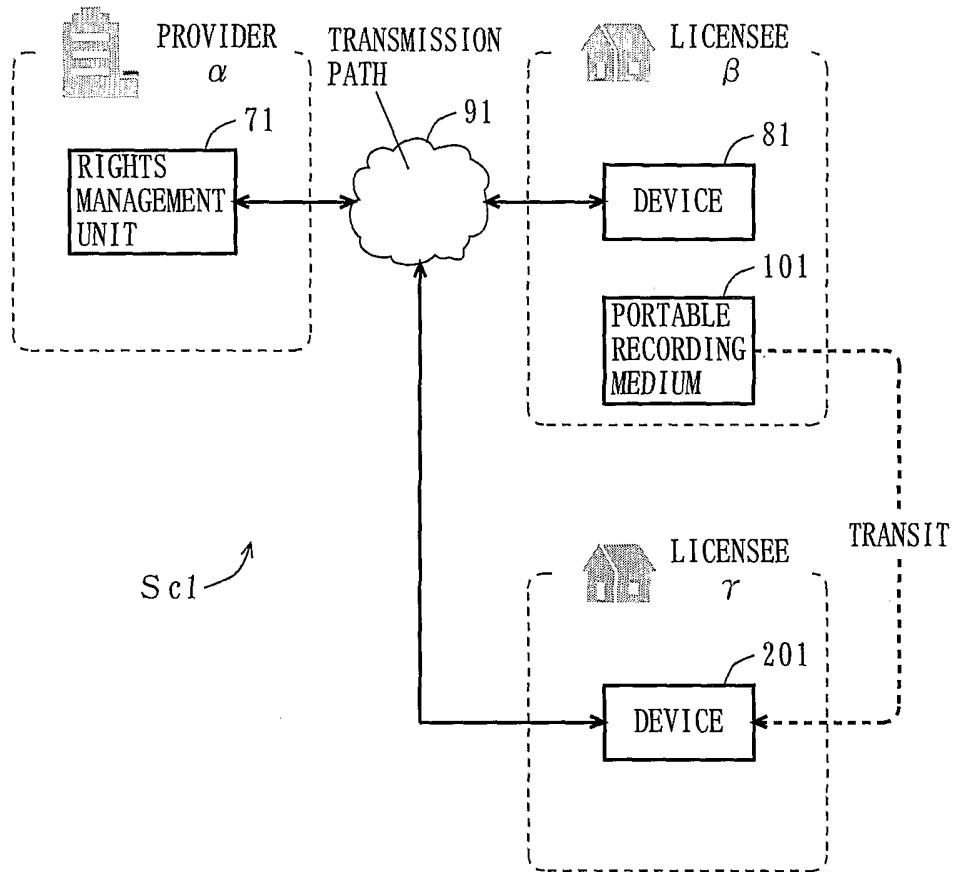 PROVIDER
α
TRANSMISSION
PATH
LICENSEE
β
71
91
81
RIGHTS
MANAGEMENT
UNIT
DEVICE
101
PORTABLE
RECORDING
MEDIUM
TRANSIT
Sc1
LICENSEE
γ
201
DEVICE